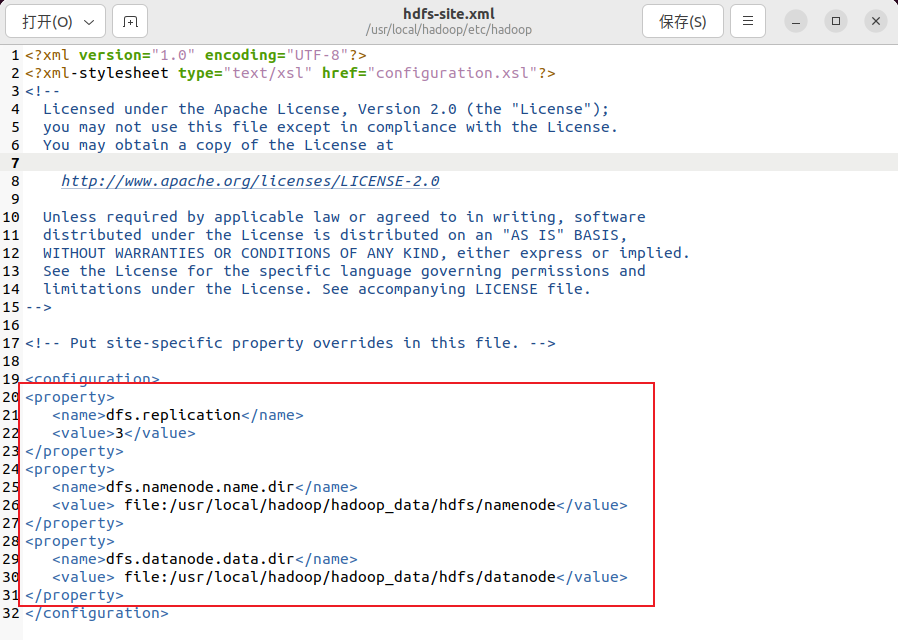 打开(O)
hdfs-site.xml
/usr/local/hadoop/etc/hadoop
保存(S)
1 <?xml version="1.0" encoding="UTF-8"?>
2 <?xml-stylesheet type="text/xsl" href="configuration.xsl"?>
3 <!--
4   Licensed under the Apache License, Version 2.0 (the "License");
5   you may not use this file except in compliance with the License.
6   You may obtain a copy of the License at
7
8     http://www.apache.org/licenses/LICENSE-2.0
9
10   Unless required by applicable law or agreed to in writing, software
11   distributed under the License is distributed on an "AS IS" BASIS,
12   WITHOUT WARRANTIES OR CONDITIONS OF ANY KIND, either express or implied.
13   See the License for the specific language governing permissions and
14   limitations under the License. See accompanying LICENSE file.
15 -->
16
17 <!-- Put site-specific property overrides in this file. -->
18
19 <configuration>
20 <property>
21    <name>dfs.replication</name>
22    <value>3</value>
23 </property>
24 <property>
25    <name>dfs.namenode.name.dir</name>
26    <value> file:/usr/local/hadoop/hadoop_data/hdfs/namenode</value>
27 </property>
28 <property>
29    <name>dfs.datanode.data.dir</name>
30    <value> file:/usr/local/hadoop/hadoop_data/hdfs/datanode</value>
31 </property>
32 </configuration>